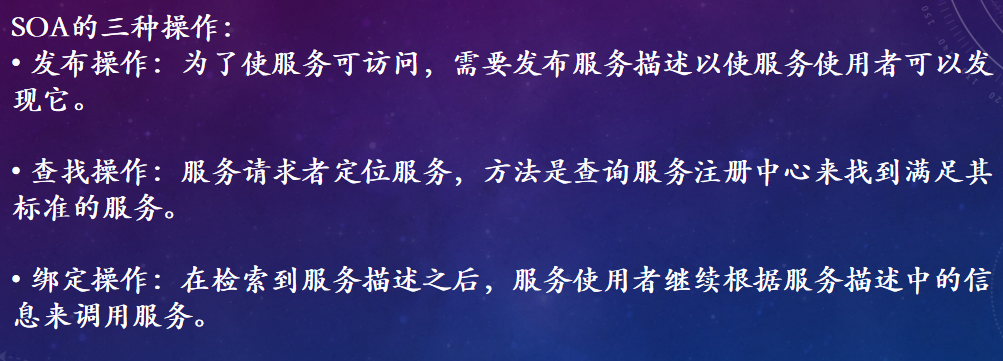 SOA的三种操作：
• 发布操作：为了使服务可访问，需要发布服务描述以使服务使用者可以发
现它。
• 查找操作：服务请求者定位服务，方法是查询服务注册中心来找到满足其
标准的服务。
• 绑定操作：在检索到服务描述之后，服务使用者继续根据服务描述中的信
息来调用服务。
150